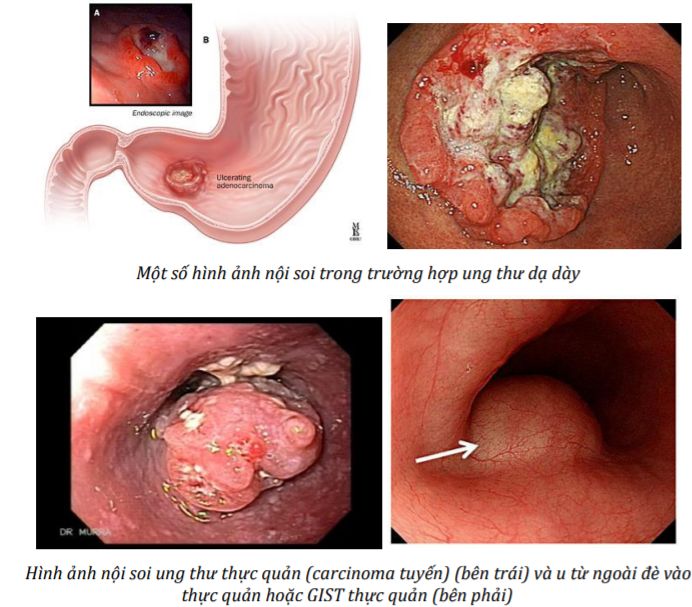 A
B
Endoscopic image
Ulcerating
adenocarcinoma
Một số hình ảnh nội soi trong trường hợp ung thư dạ dày
DR MURRA
Hình ảnh nội soi ung thư thực quản (carcinoma tuyến) (bên trái) và u từ ngoài đè vào
thực quản hoặc GIST thực quản (bên phải)